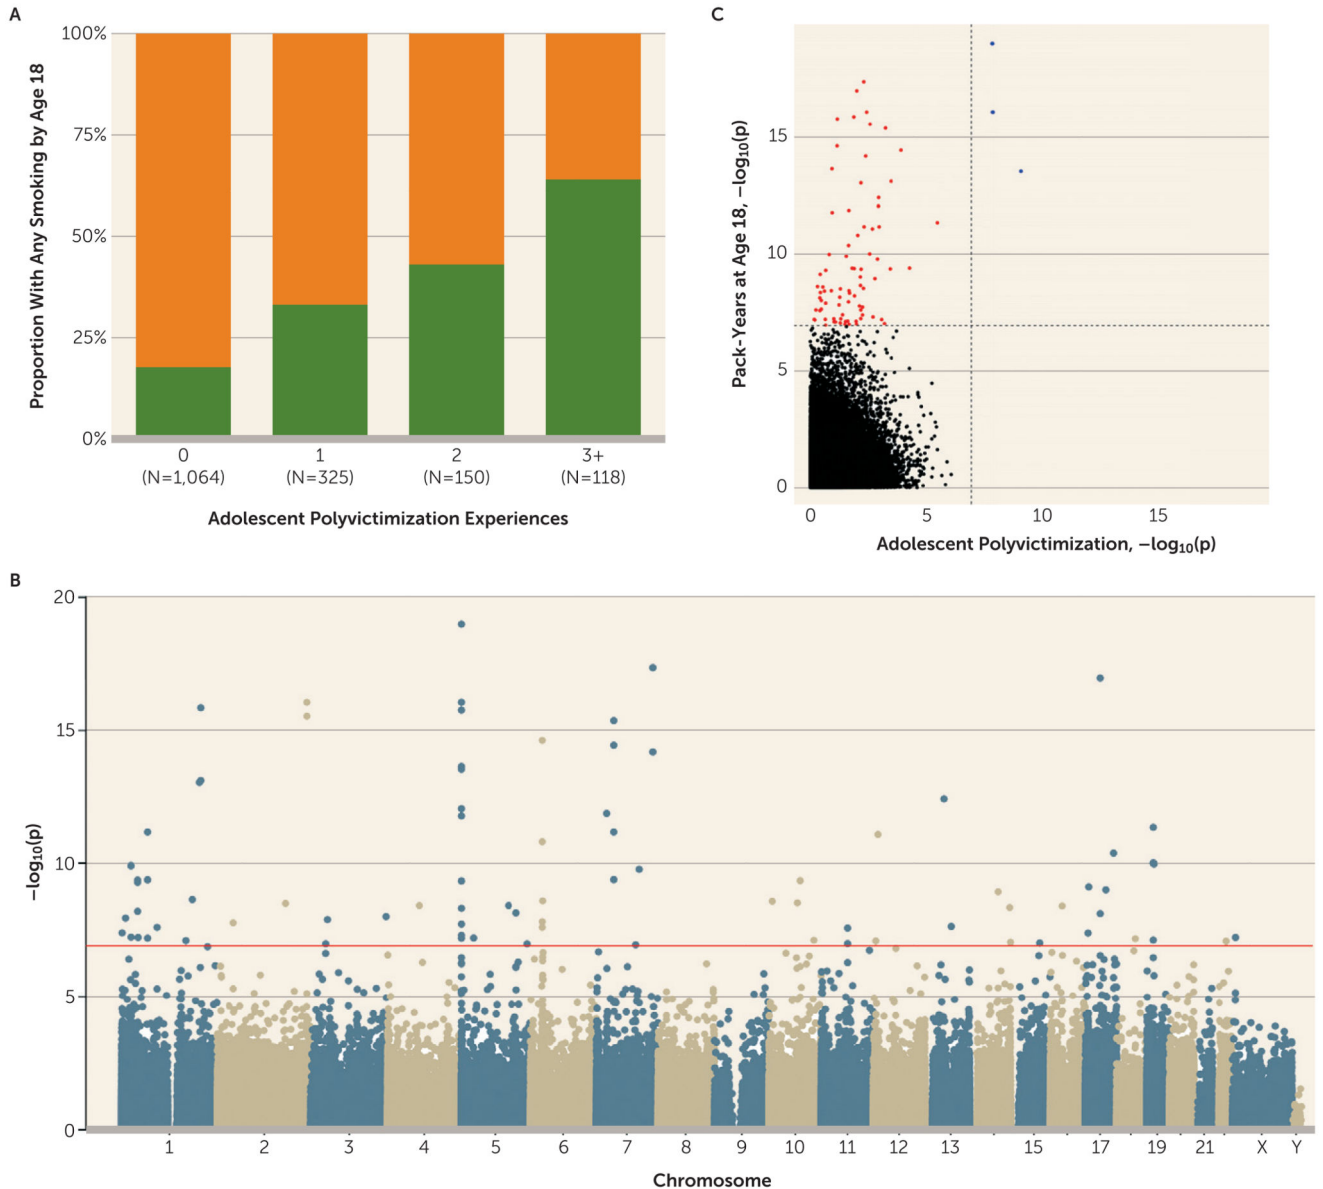 A
Proportion With Any Smoking by Age 18
100%
75%
50%
25%
0%
0 1 2 3+
(N=1,064) (N=325) (N=150) (N=118)
Adolescent Polyvictimization Experiences
C
Pack-Years at Age 18, −log10(p)
15
10
5
0
0 5 10 15
Adolescent Polyvictimization, −log10(p)
B
−log10(p)
20
15
10
5
0
1 2 3 4 5 6 7 8 9 10 11 12 13 15 17 19 21 X Y
Chromosome